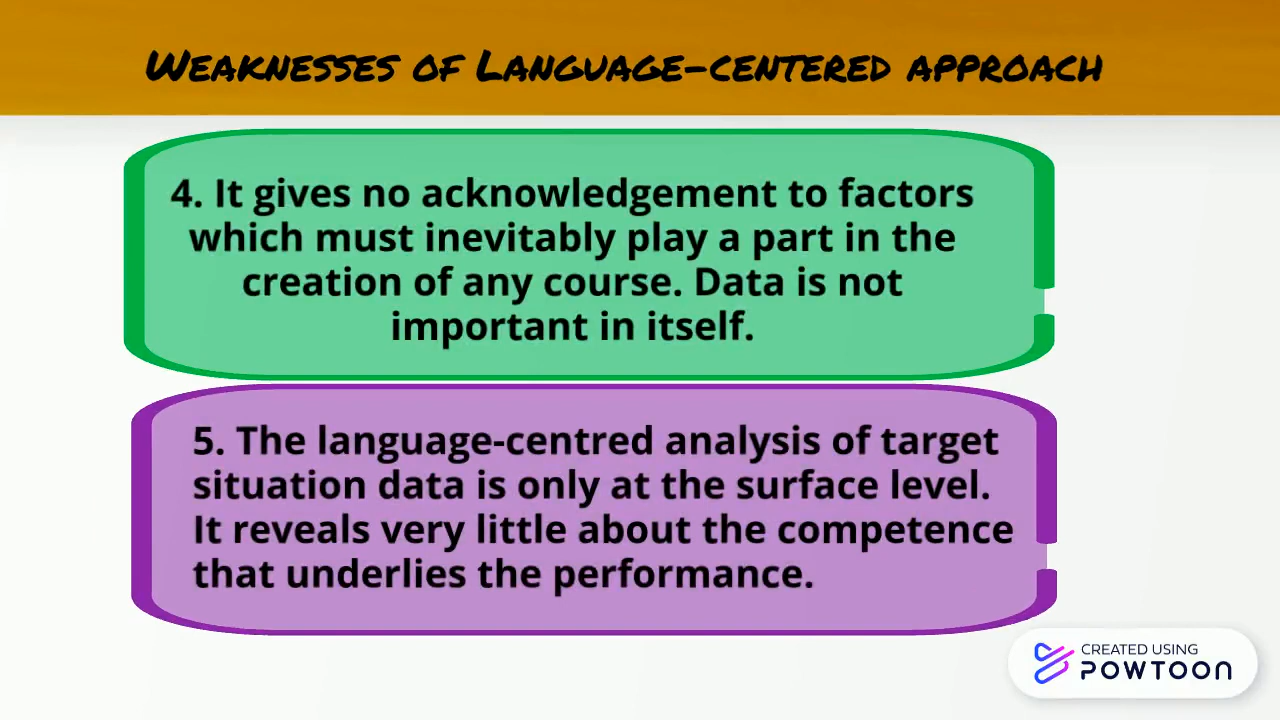 Weaknesses of Language-centered approach
4. It gives no acknowledgement to factors
which must inevitably play a part in the
creation of any course. Data is not
important in itself.
5. The language-centred analysis of target
situation data is only at the surface level.
It reveals very little about the competence
that underlies the performance.
CREATED USING
POWTOON